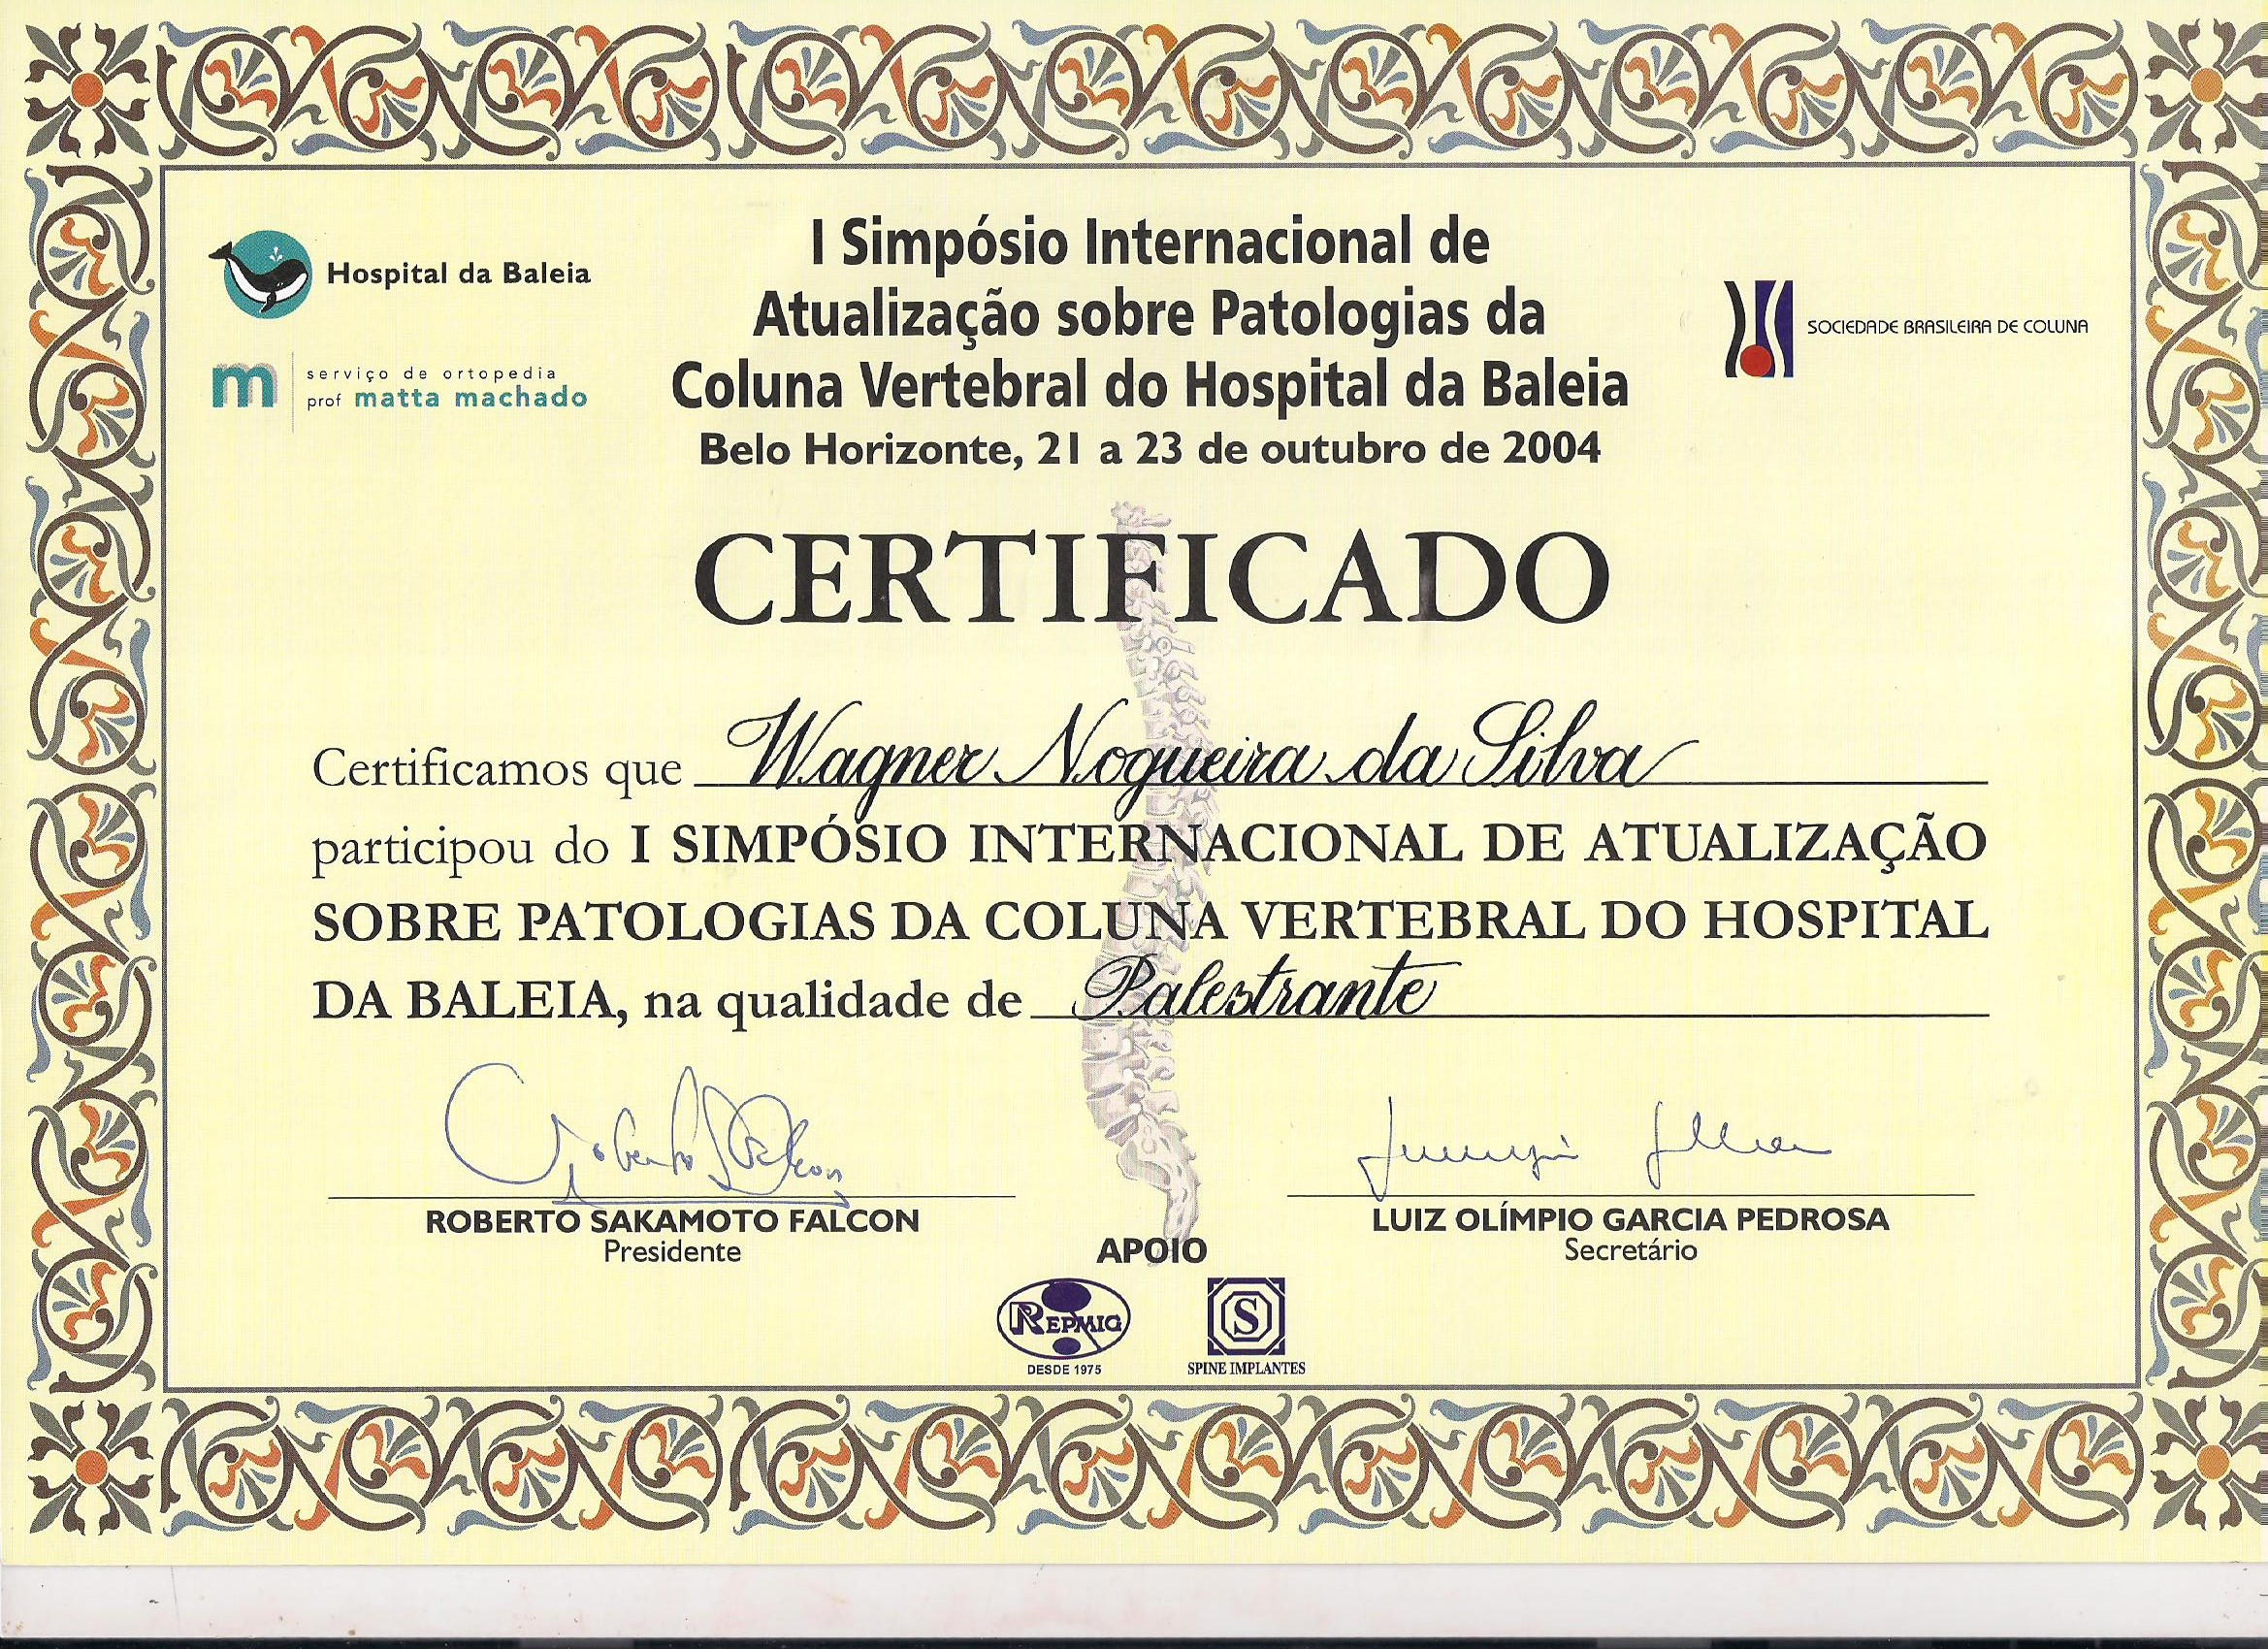 Hospital da Baleia
m serviço de ortopedia
prof matta machado
I Simpósio Internacional de
Atualização sobre Patologias da
Coluna Vertebral do Hospital da Baleia
Belo Horizonte, 21 a 23 de outubro de 2004
SOCIEDADE BRASILEIRA DE COLUNA
CERTIFICADO
Certificamos que Wagner Nogueira da Silva
participou do I SIMPÓSIO INTERNACIONAL DE ATUALIZAÇÃO
SOBRE PATOLOGIAS DA COLUNA VERTEBRAL DO HOSPITAL
DA BALEIA, na qualidade de Palestrante
ROBERTO SAKAMOTO FALCON
Presidente
LUIZ OLÍMPIO GARCIA PEDROSA
Secretário
APOIO
REPMIG
DESDE 1975
S
SPINE IMPLANTES